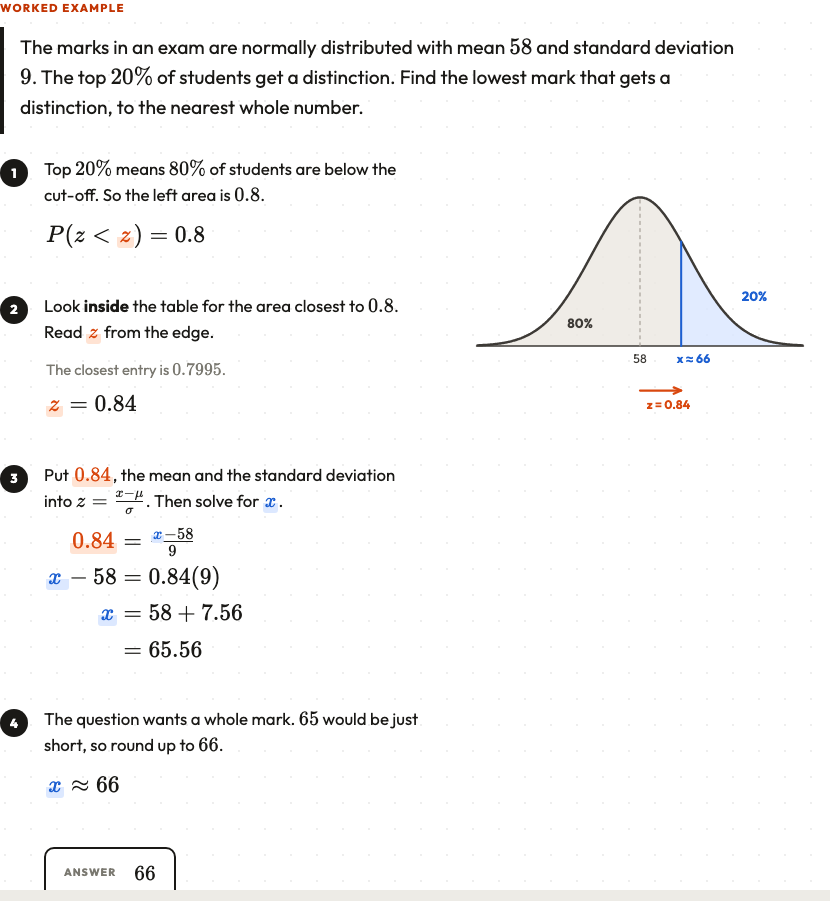 WORKED EXAMPLE
The marks in an exam are normally distributed with mean 58 and standard deviation
9. The top 20% of students get a distinction. Find the lowest mark that gets a
distinction, to the nearest whole number.
1
Top 20% means 80% of students are below the
cut-off. So the left area is 0.8.
P(z < z) = 0.8
2
Look inside the table for the area closest to 0.8.
Read z from the edge.
The closest entry is 0.7995.
z = 0.84
80%
20%
58
x ≈ 66
z = 0.84
3
Put 0.84, the mean and the standard deviation
into z = (x−μ)/σ. Then solve for x.
0.84 = (x−58)/9
x − 58 = 0.84(9)
x = 58 + 7.56
= 65.56
4
The question wants a whole mark. 65 would be just
short, so round up to 66.
x ≈ 66
ANSWER 66